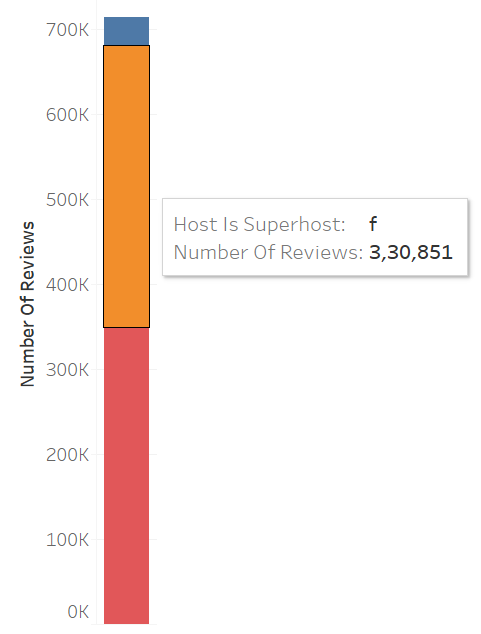 700K
600K
500K
400K
300K
200K
100K
0K
Number Of Reviews
Host Is Superhost: f
Number Of Reviews: 3,30,851